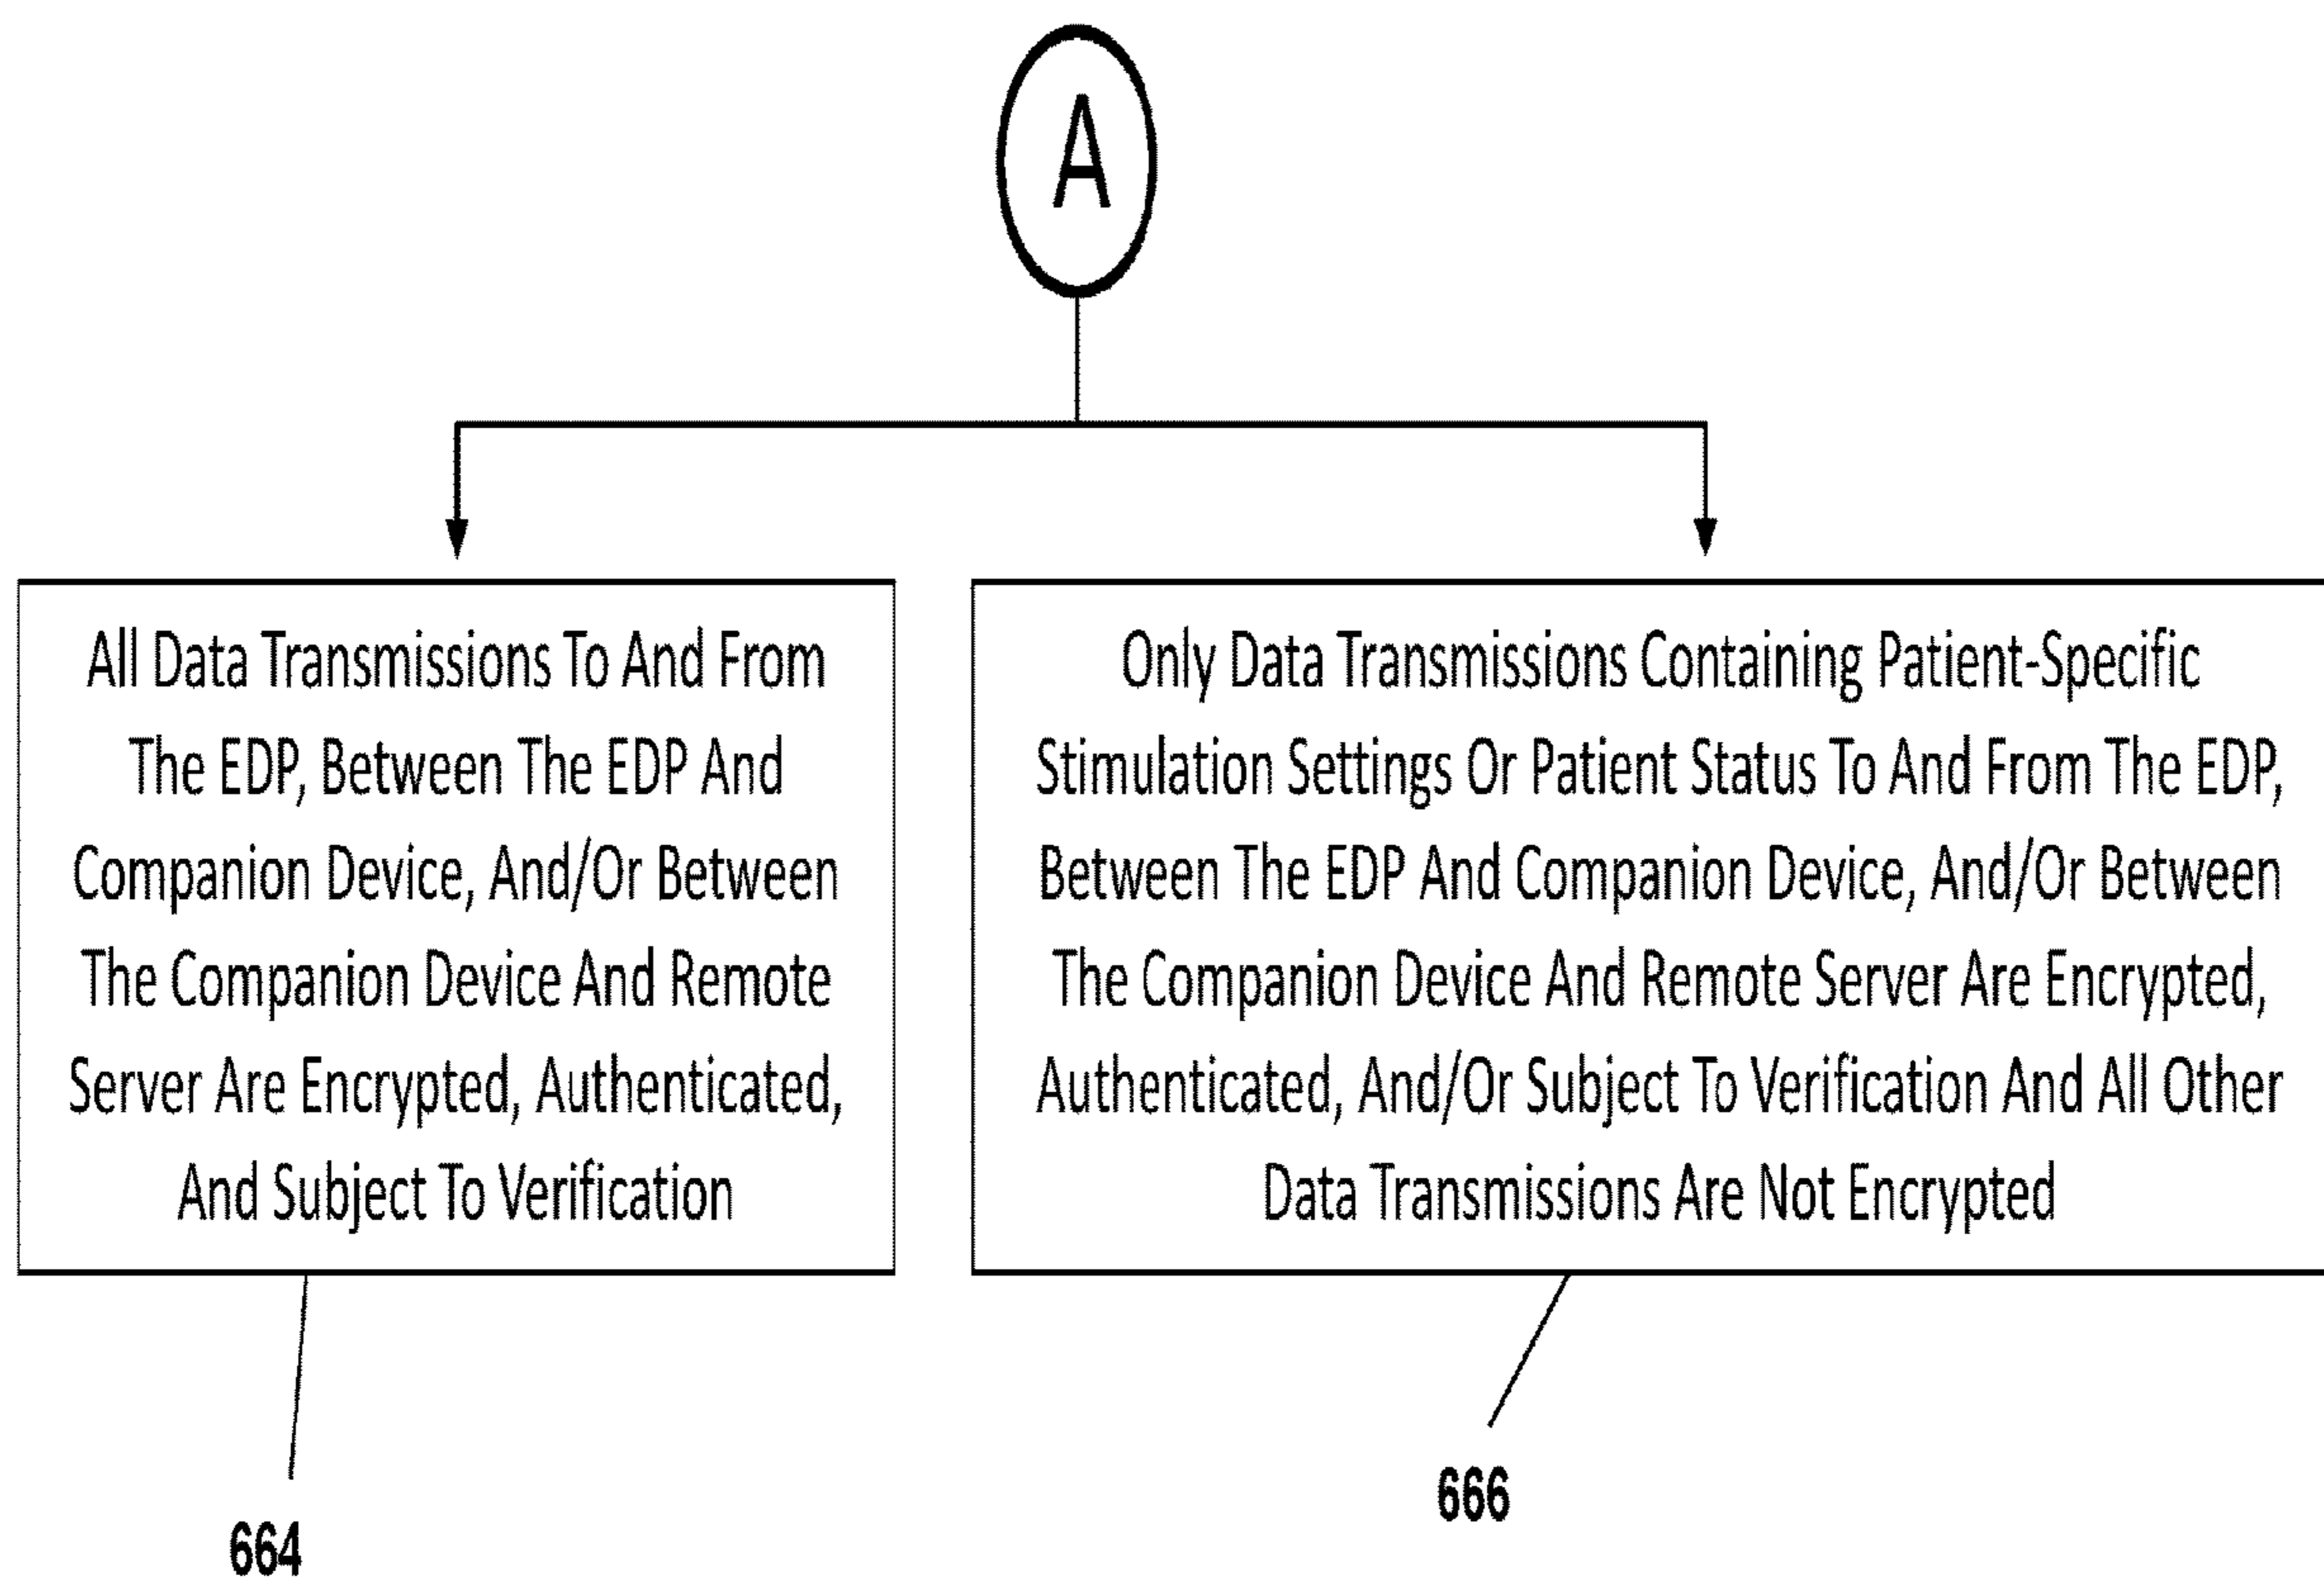 A
All Data Transmissions To And From
The EDP, Between The EDP And
Companion Device, And/Or Between
The Companion Device And Remote
Server Are Encrypted, Authenticated,
And Subject To Verification
Only Data Transmissions Containing Patient-Specific
Stimulation Settings Or Patient Status To And From The EDP,
Between The EDP And Companion Device, And/Or Between
The Companion Device And Remote Server Are Encrypted,
Authenticated, And/Or Subject To Verification And All Other
Data Transmissions Are Not Encrypted
664
666